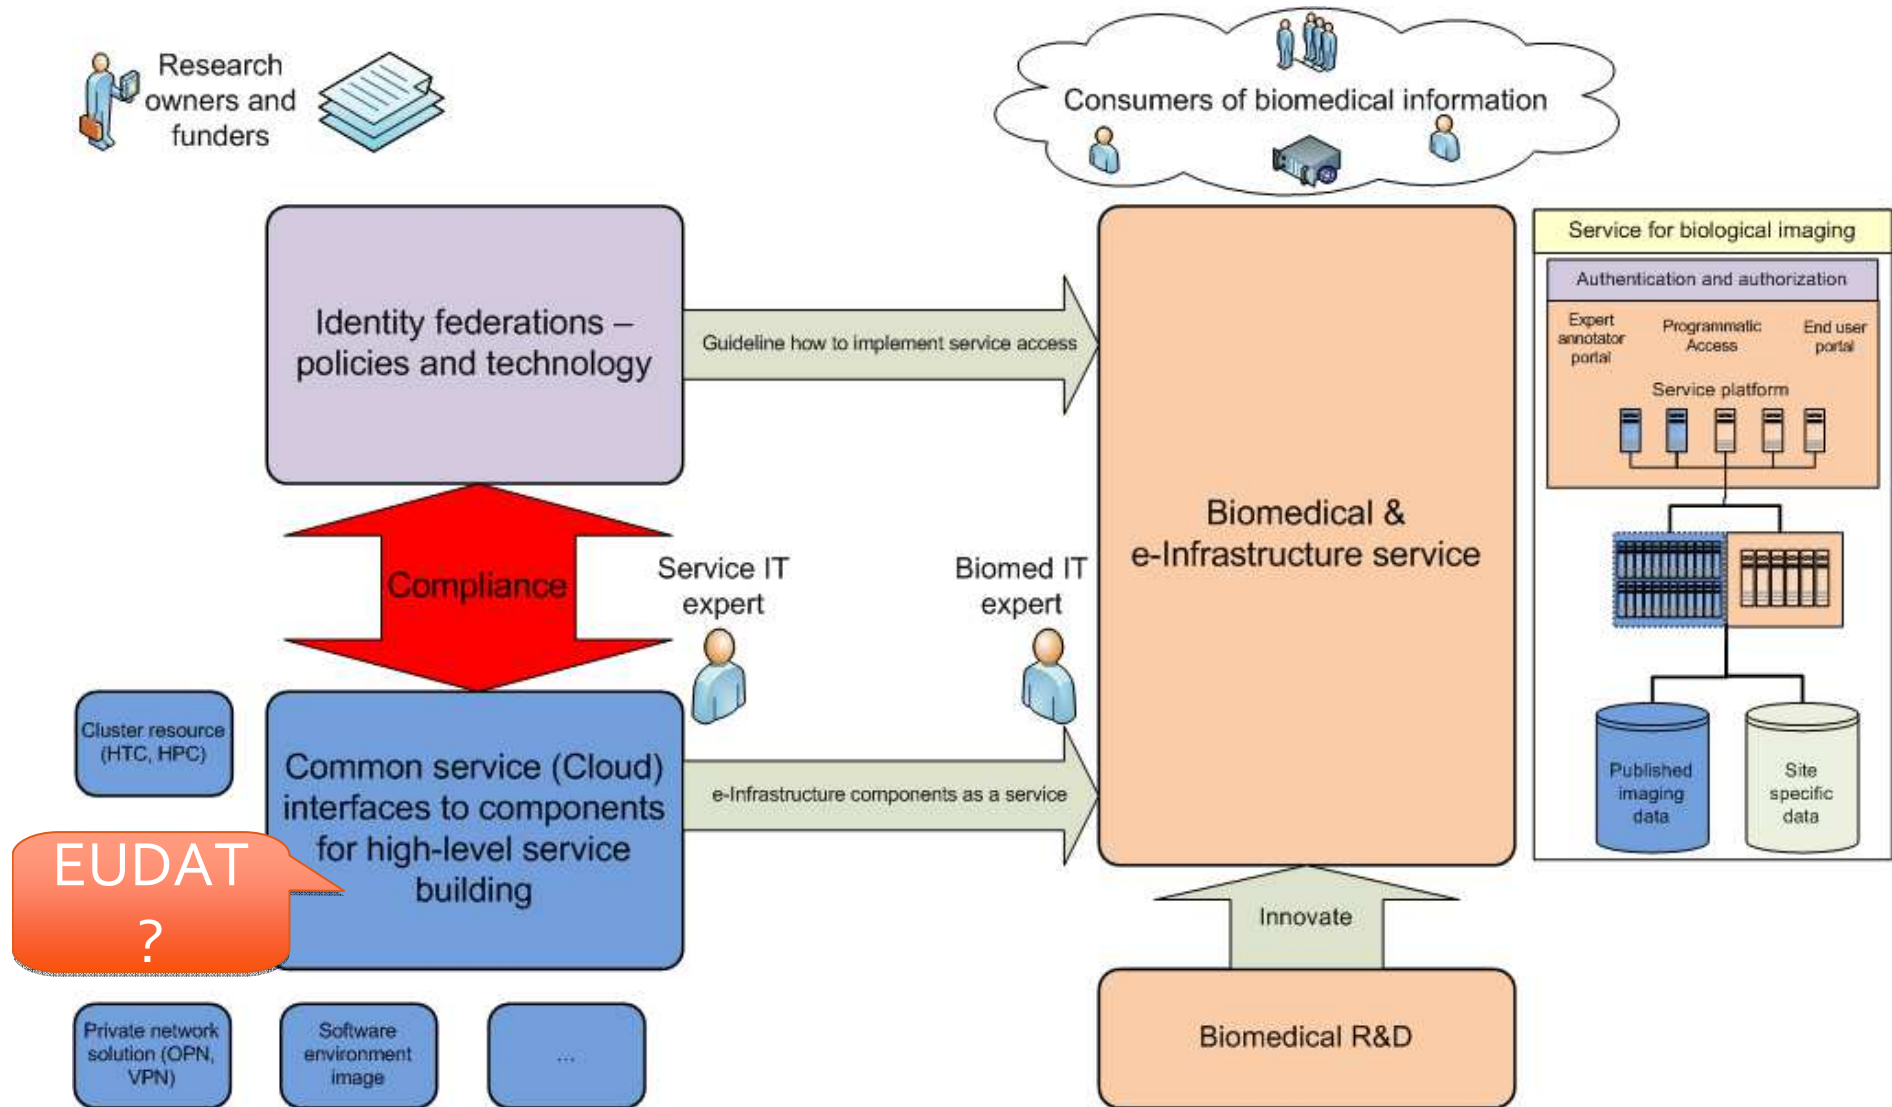 Research
owners and
funders
Consumers of biomedical information
Identity federations –
policies and technology
Guideline how to implement service access
Biomedical &
e-Infrastructure service
Service for biological imaging
Authentication and authorization
Expert
annotator
portal
Programmatic
Access
End user
portal
Service platform
Compliance
Service IT
expert
Biomed IT
expert
Cluster resource
(HTC, HPC)
Common service (Cloud)
interfaces to components
for high-level service
building
e-Infrastructure components as a service
Published
imaging
data
Site
specific
data
EUDAT
?
Innovate
Private network
solution (OPN,
VPN)
Software
environment
image
...
Biomedical R&D